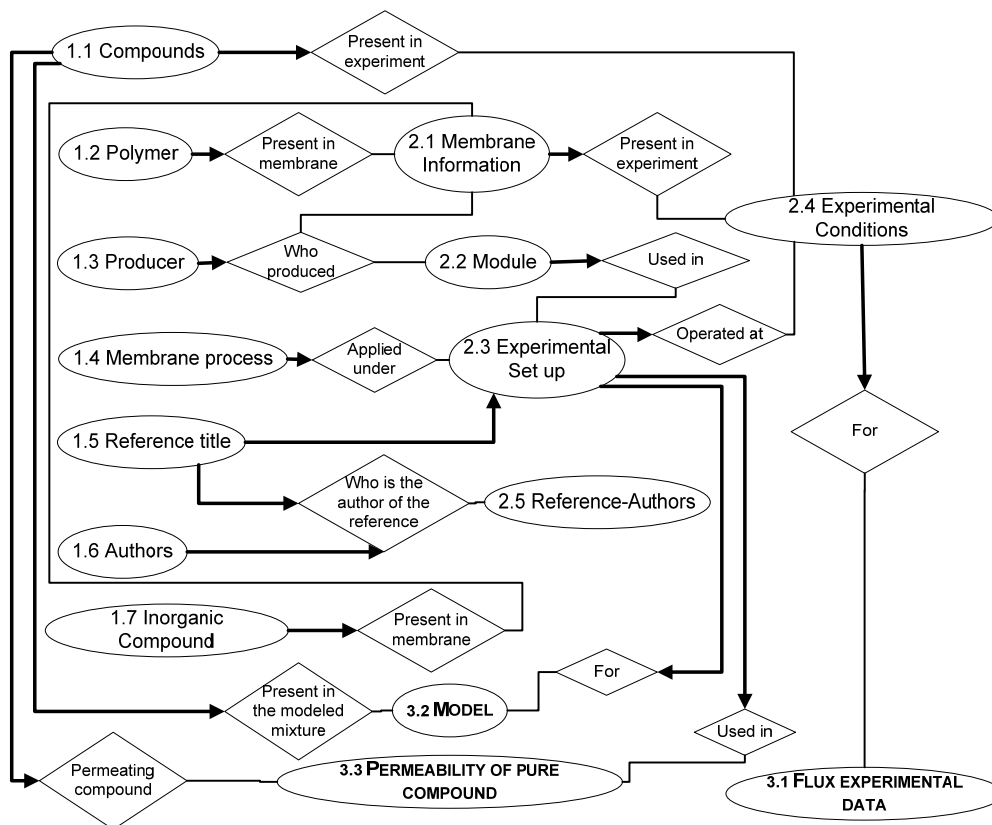 1.1 Compounds
Present in
experiment
1.2 Polymer
Present in
membrane
2.1 Membrane
Information
Present in
experiment
2.4 Experimental
Conditions
1.3 Producer
Who
produced
2.2 Module
Used in
1.4 Membrane process
Applied
under
2.3 Experimental
Set up
Operated at
1.5 Reference title
For
Who is the
author of the
reference
2.5 Reference-Authors
1.6 Authors
1.7 Inorganic
Compound
Present in
membrane
For
Present in
the modeled
mixture
3.2 MODEL
Used in
Permeating
compound
3.3 PERMEABILITY OF PURE
COMPOUND
3.1 FLUX EXPERIMENTAL
DATA